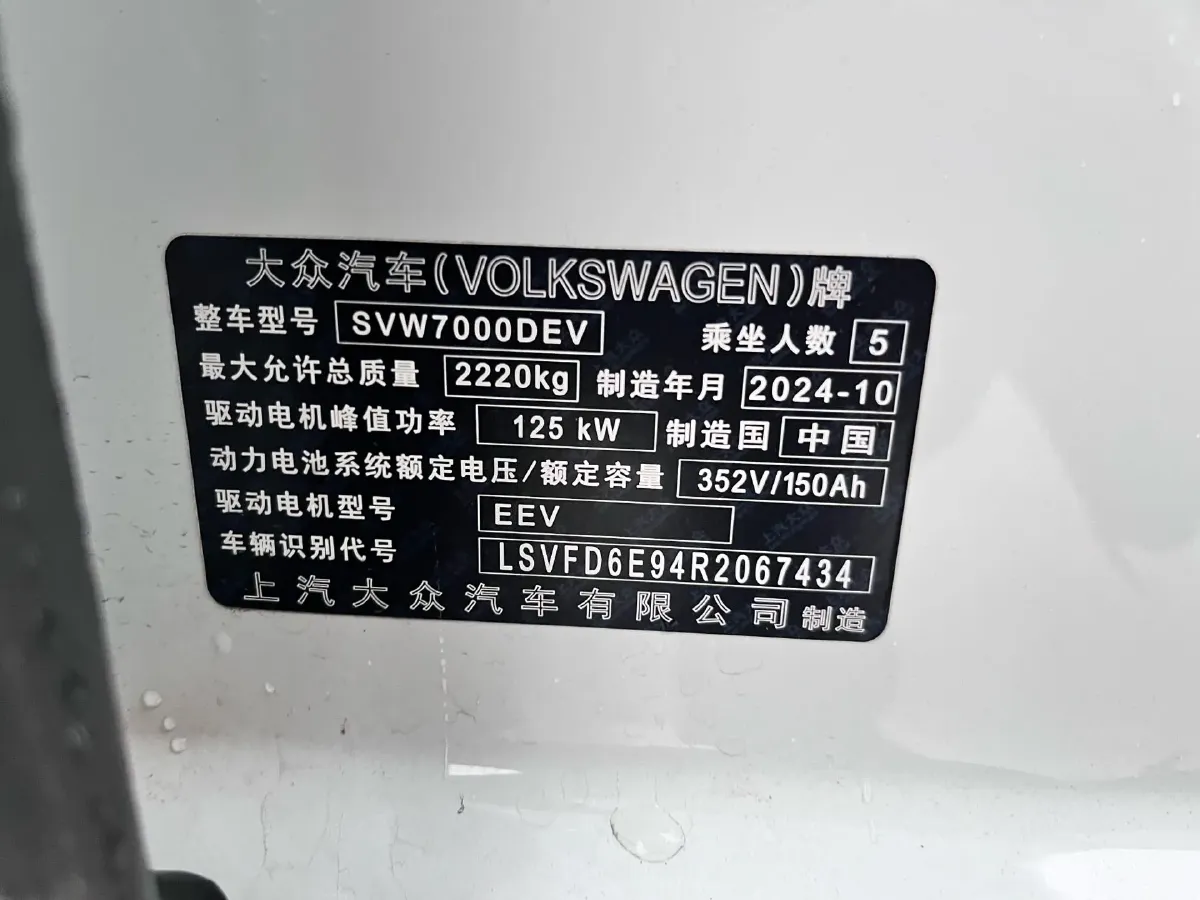 大众汽车(VOLKSWAGEN)牌
整车型号 SVW7000DEV 乘坐人数 5
最大允许总质量 2220kg 制造年月 2024-10
驱动电机峰值功率 125 kW 制造国 中国
动力电池系统额定电压/额定容量 352V/150Ah
驱动电机型号 EEV
车辆识别代号 LSVFD6E94R2067434
上汽大众汽车有限公司 制造